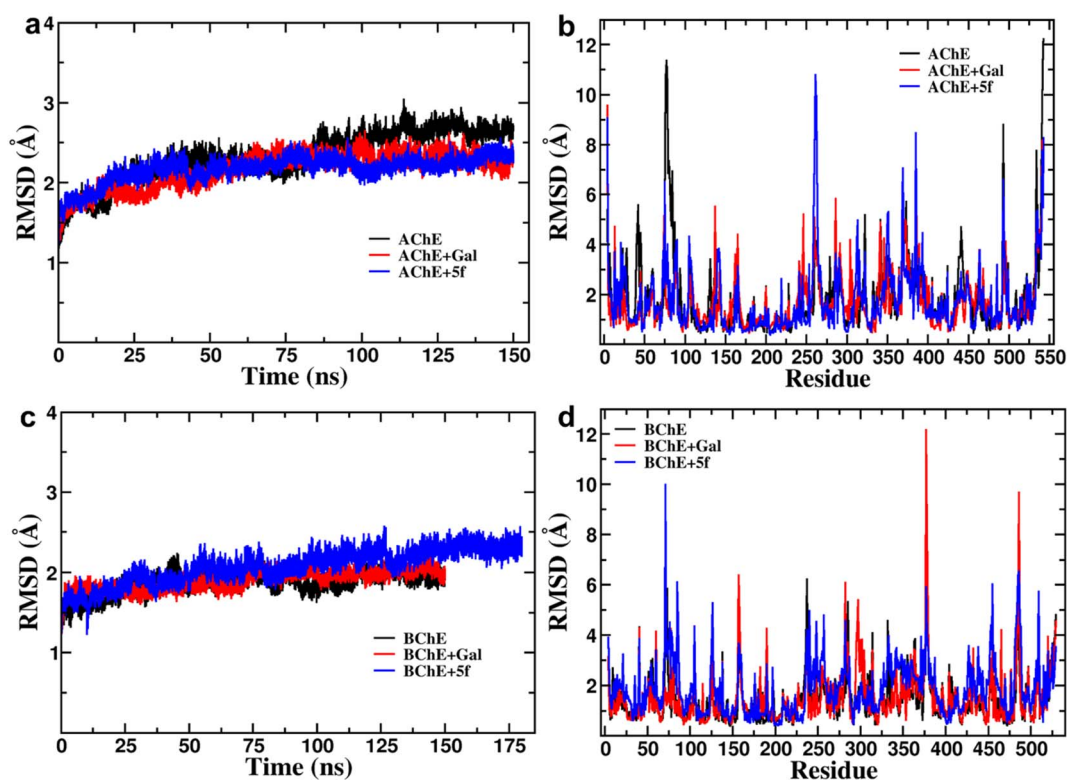 a
4
3
2
1
RMSD (Å)
AChE
AChE+Gal
AChE+5f
0 25 50 75 100 125 150
Time (ns)
b
12
10
8
6
4
2
RMSD (Å)
AChE
AChE+Gal
AChE+5f
0 50 100 150 200 250 300 350 400 450 500 550
Residue
c
4
3
2
1
RMSD (Å)
BChE
BChE+Gal
BChE+5f
0 25 50 75 100 125 150 175
Time (ns)
d
12
10
8
6
4
2
RMSD (Å)
BChE
BChE+Gal
BChE+5f
0 50 100 150 200 250 300 350 400 450 500
Residue